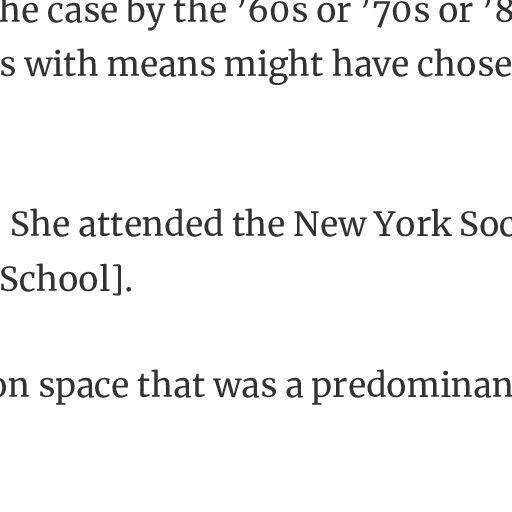 he case by the ’60s or ’70s or ’8
s with means might have chose
She attended the New York Soc
School].
on space that was a predominan